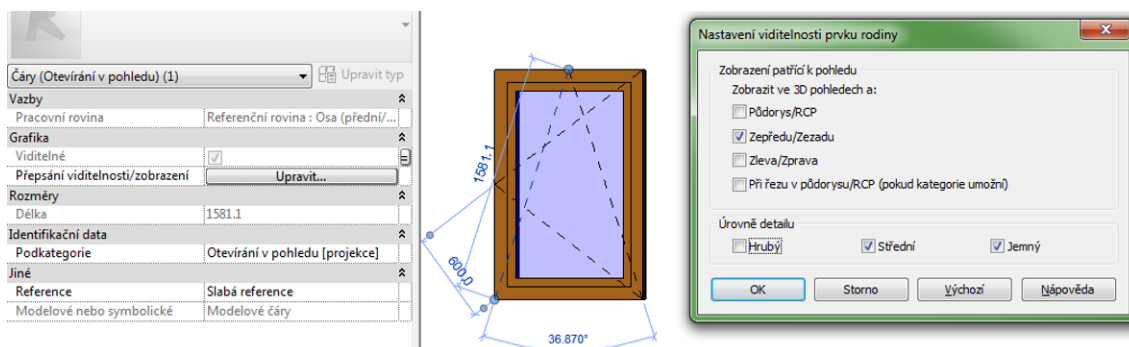 Čáry (Otevírání v pohledu) (1)
Upravit typ
Vazby
Pracovní rovina
Referenční rovina : Osa (přední/...
Grafika
Viditelné
Přepsání viditelnosti/zobrazení
Upravit...
Rozměry
Délka
1581.1
Identifikační data
Podkategorie
Otevírání v pohledu [projekce]
Jiné
Reference
Slabá reference
Modelové nebo symbolické
Modelové čáry
1581.1
600.0
36.870°
Nastavení viditelnosti prvku rodiny
Zobrazení patřící k pohledu
Zobrazit ve 3D pohledech a:
Půdorys/RCP
Zepředu/Zezadu
Zleva/Zprava
Při řezu v půdorysu/RCP (pokud kategorie umožní)
Úrovně detailu
Hrubý
Střední
Jemný
OK
Storno
Výchozí
Nápověda